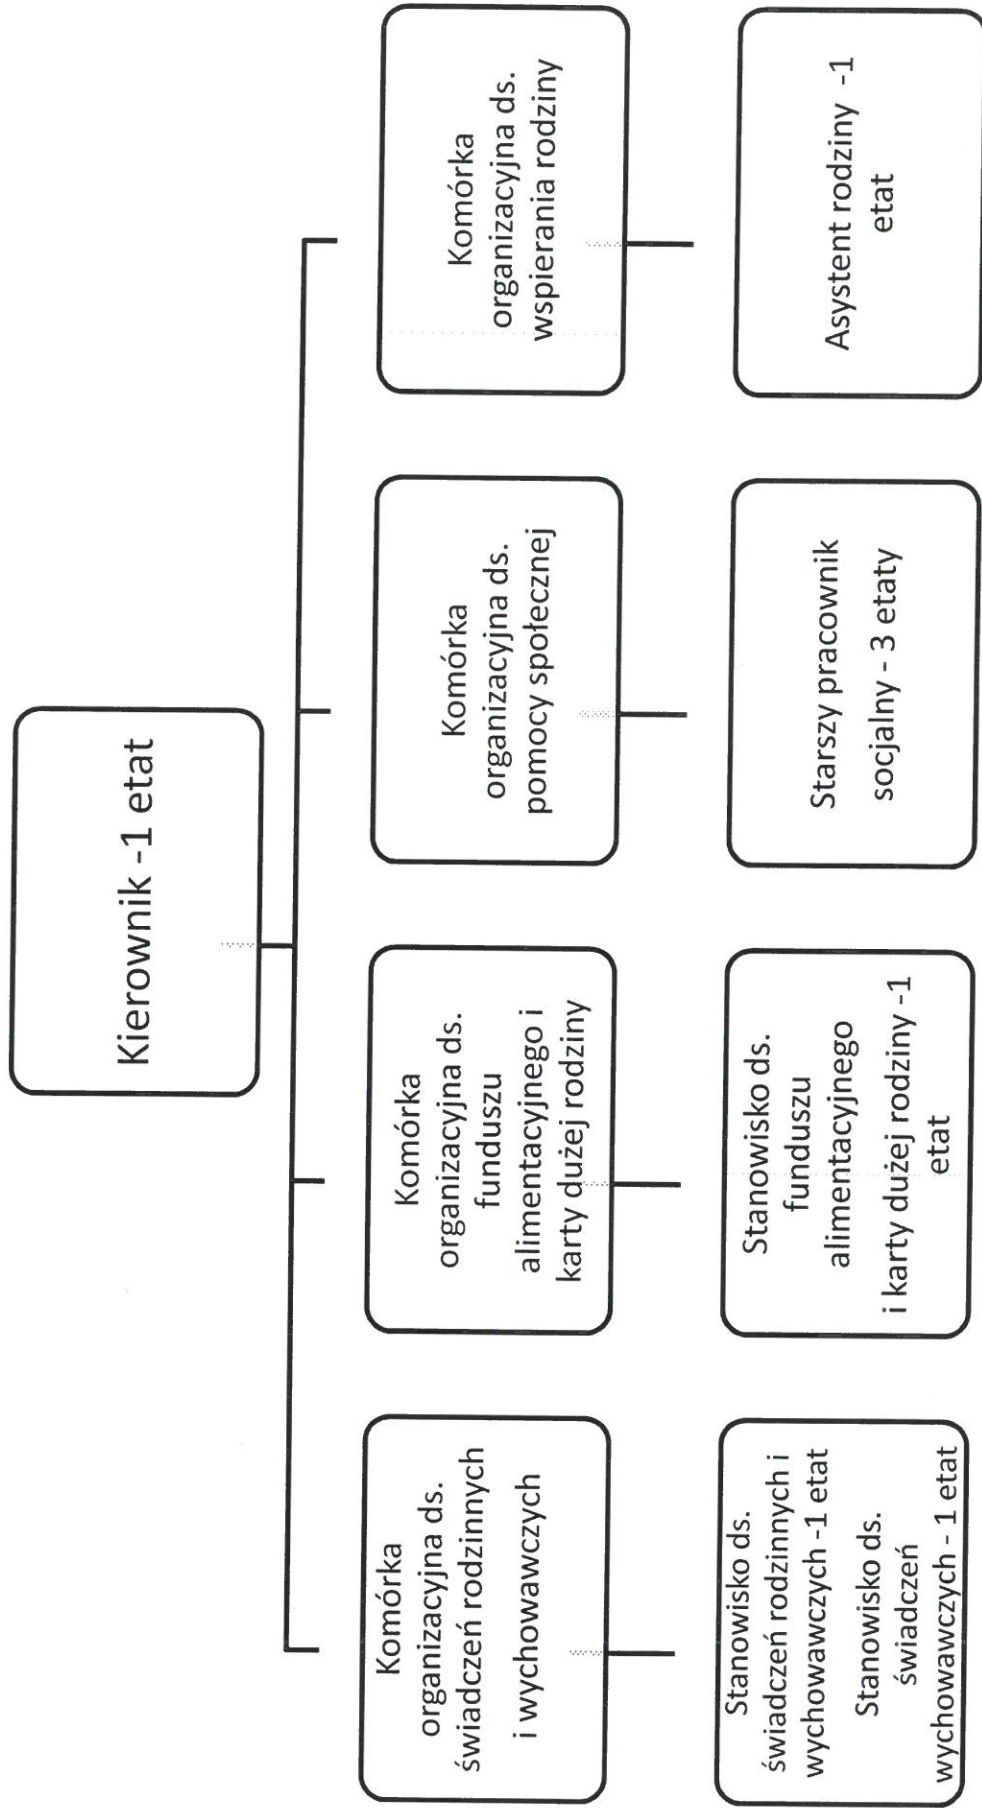 Kierownik -1 etat
Komórka
organizacyjna ds.
świadczeń rodzinnych
i wychowawczych
Komórka
organizacyjna ds.
funduszu
alimentacyjnego i
karty dużej rodziny
Komórka
organizacyjna ds.
pomocy społecznej
Komórka
organizacyjna ds.
wspierania rodziny
Stanowisko ds.
świadczeń rodzinnych i
wychowawczych -1 etat
Stanowisko ds.
świadczeń
wychowawczych - 1 etat
Stanowisko ds.
funduszu
alimentacyjnego
i karty dużej rodziny -1
etat
Starszy pracownik
socjalny - 3 etaty
Asystent rodziny -1
etat